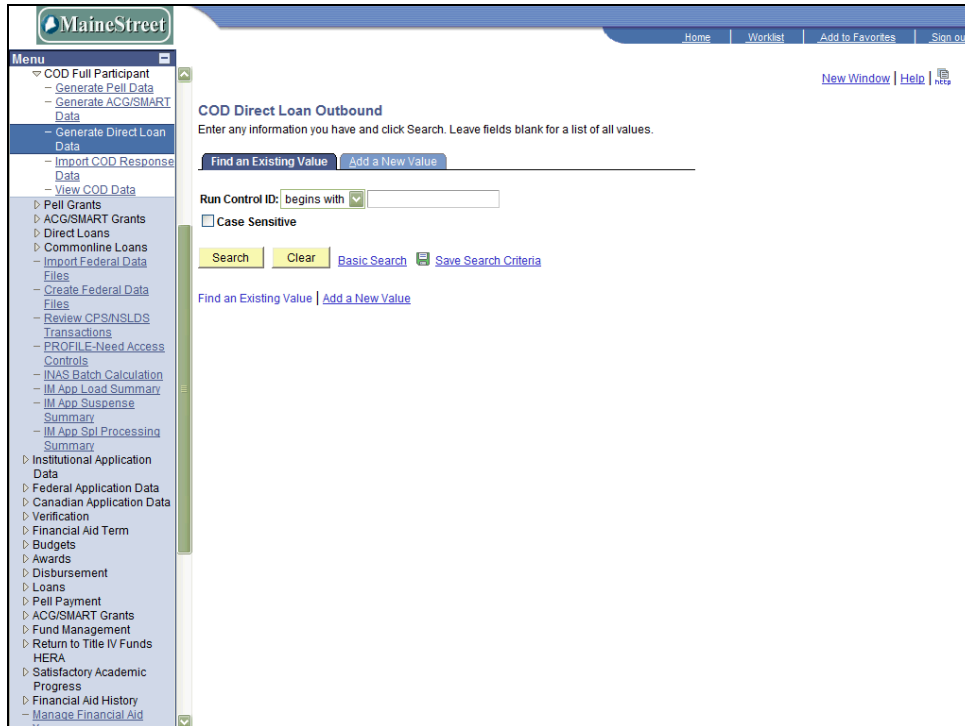 MaineStreet
Home
Worklist
Add to Favorites
Sign ou
Menu
COD Full Participant
Generate Pell Data
Generate ACG/SMART
Data
Generate Direct Loan
Data
Import COD Response
Data
View COD Data
Pell Grants
ACG/SMART Grants
Direct Loans
Commonline Loans
Import Federal Data
Files
Create Federal Data
Files
Review CPS/NSLDS
Transactions
PROFILE-Need Access
Controls
INAS Batch Calculation
IM App Load Summary
IM App Suspense
Summary
IM App Spl Processing
Summary
Institutional Application
Data
Federal Application Data
Canadian Application Data
Verification
Financial Aid Term
Budgets
Awards
Disbursement
Loans
Pell Payment
ACG/SMART Grants
Fund Management
Return to Title IV Funds
HERA
Satisfactory Academic
Progress
Financial Aid History
Manage Financial Aid
New Window | Help | http
COD Direct Loan Outbound
Enter any information you have and click Search. Leave fields blank for a list of all values.
Find an Existing Value
Add a New Value
Run Control ID: begins with
Case Sensitive
Search
Clear
Basic Search
Save Search Criteria
Find an Existing Value | Add a New Value